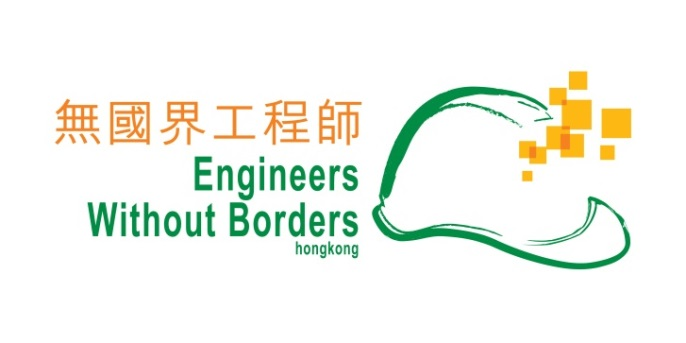 無國界工程師
Engineers
Without Borders
hongkong